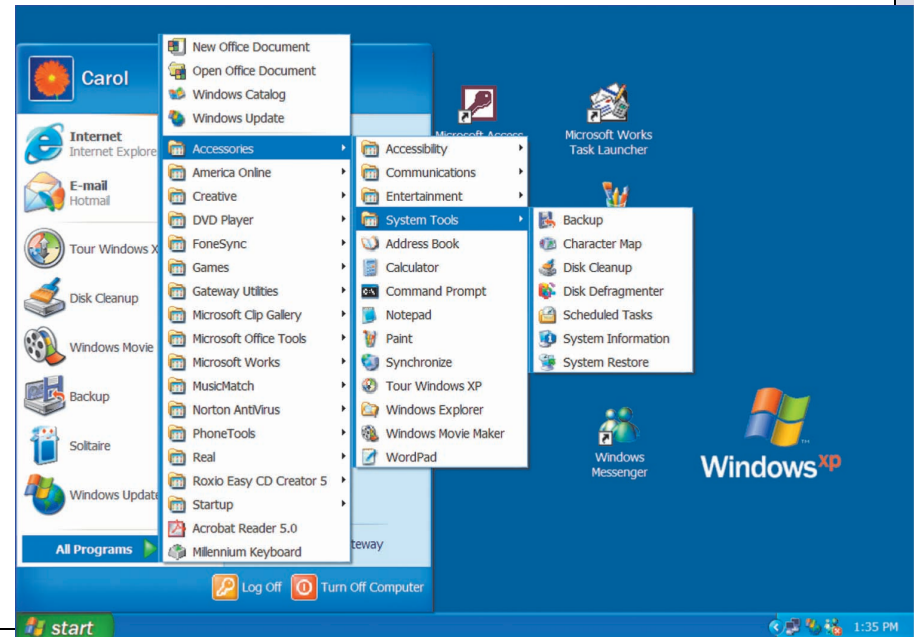 Carol
Internet
Internet Explore
E-mail
Hotmail
Tour Windows X
Disk Cleanup
Windows Movie
Backup
Solitaire
Windows Update
All Programs
New Office Document
Open Office Document
Windows Catalog
Windows Update
Accessories
America Online
Creative
DVD Player
FoneSync
Games
Gateway Utilities
Microsoft Clip Gallery
Microsoft Office Tools
Microsoft Works
MusicMatch
Norton AntiVirus
PhoneTools
Real
Roxio Easy CD Creator 5
Startup
Acrobat Reader 5.0
Millennium Keyboard
Accessibility
Communications
Entertainment
System Tools
Address Book
Calculator
Command Prompt
Notepad
Paint
Synchronize
Tour Windows XP
Windows Explorer
Windows Movie Maker
WordPad
Backup
Character Map
Disk Cleanup
Disk Defragmenter
Scheduled Tasks
System Information
System Restore
Microsoft Access
Microsoft Works
Task Launcher
Windows
Messenger
Windows xp
teway
Log Off
Turn Off Computer
start
1:35 PM